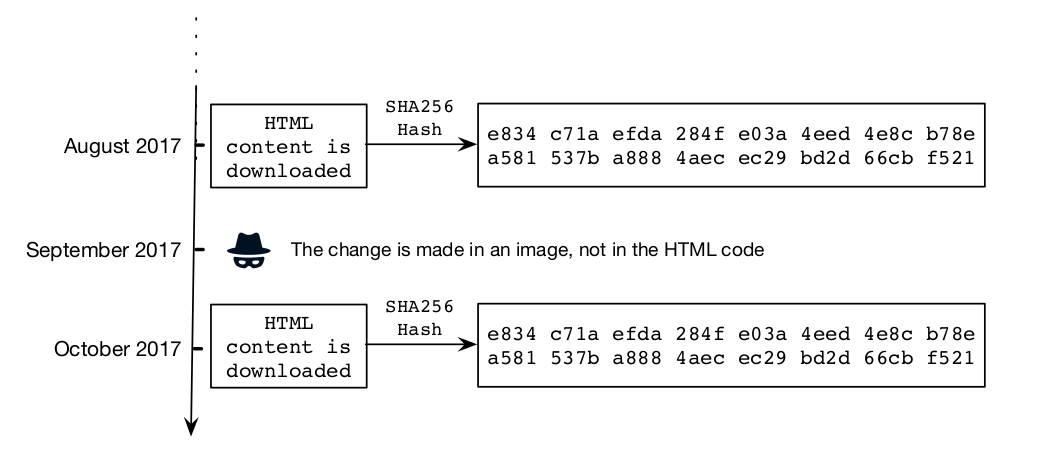 August 2017
HTML
content is
downloaded
SHA256
Hash
e834 c71a efda 284f e03a 4eed 4e8c b78e
a581 537b a888 4aec ec29 bd2d 66cb f521
September 2017
The change is made in an image, not in the HTML code
October 2017
HTML
content is
downloaded
SHA256
Hash
e834 c71a efda 284f e03a 4eed 4e8c b78e
a581 537b a888 4aec ec29 bd2d 66cb f521